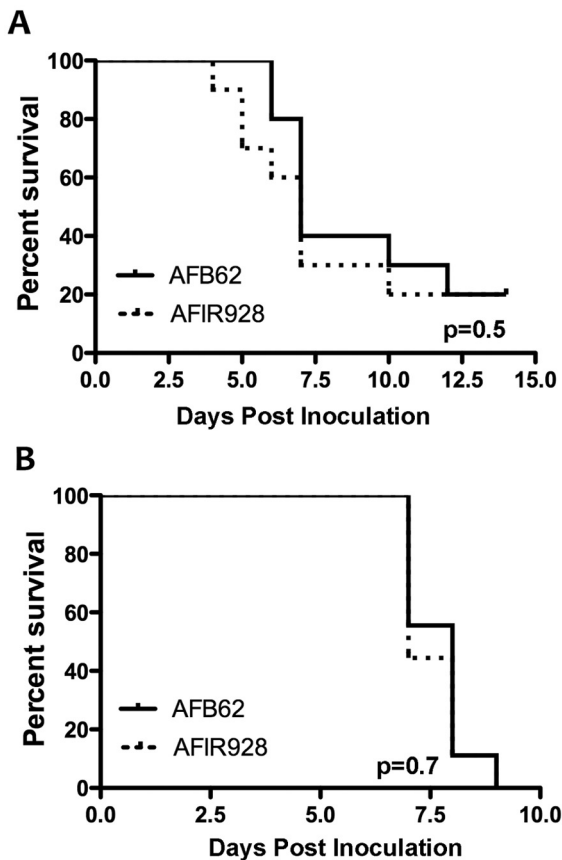 A
Percent survival
100
80
60
40
20
0
AFB62
AFIR928
p=0.5
0.0 2.5 5.0 7.5 10.0 12.5 15.0
Days Post Inoculation
B
Percent survival
100
80
60
40
20
0
AFB62
AFIR928
p=0.7
0.0 2.5 5.0 7.5 10.0
Days Post Inoculation